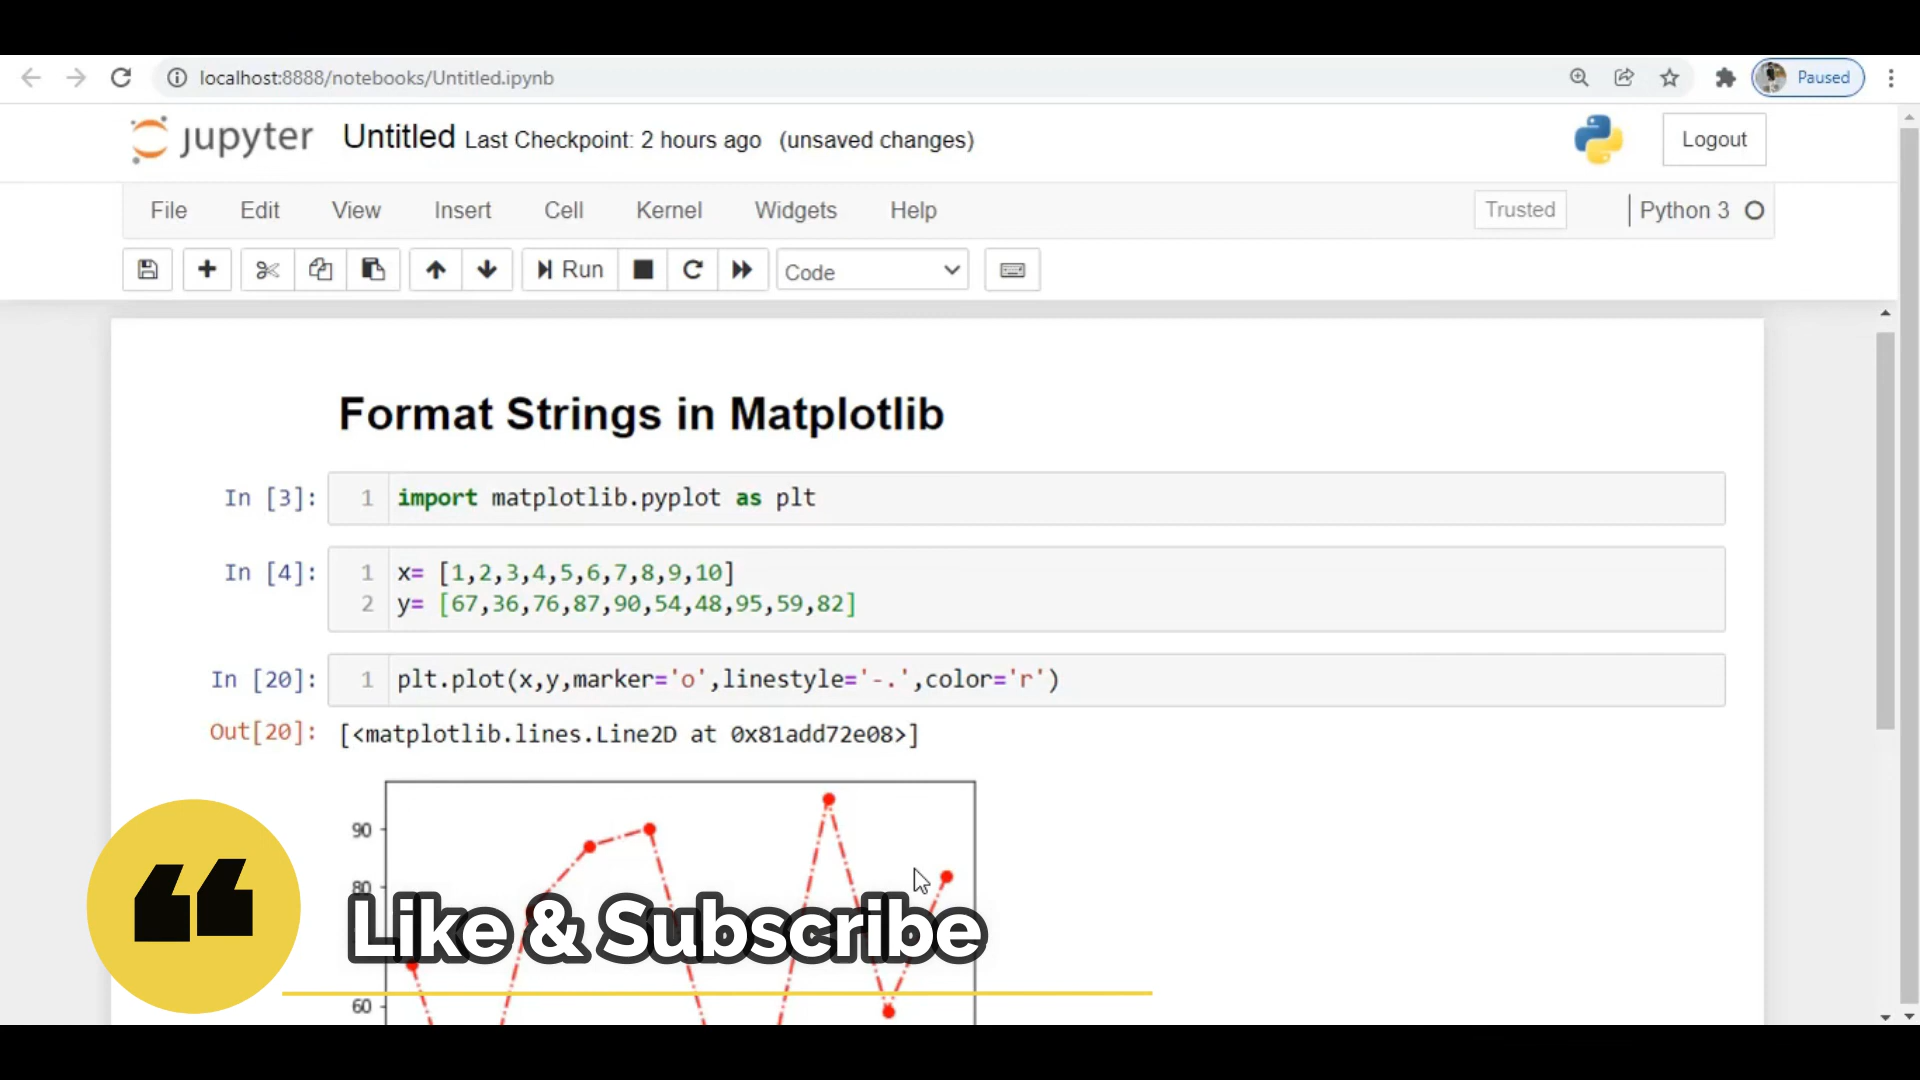 localhost:8888/notebooks/Untitled.ipynb
Paused
jupyter Untitled Last Checkpoint: 2 hours ago (unsaved changes)
Logout
File Edit View Insert Cell Kernel Widgets Help
Trusted
Python 3
Run
Code
Format Strings in Matplotlib
In [3]: 1 import matplotlib.pyplot as plt
In [4]: 1 x= [1,2,3,4,5,6,7,8,9,10]
2 y= [67,36,76,87,90,54,48,95,59,82]
In [20]: 1 plt.plot(x,y,marker='o',linestyle='-.',color='r')
Out[20]: [<matplotlib.lines.Line2D at 0x81add72e08>]
90
80
“ Like & Subscribe
60